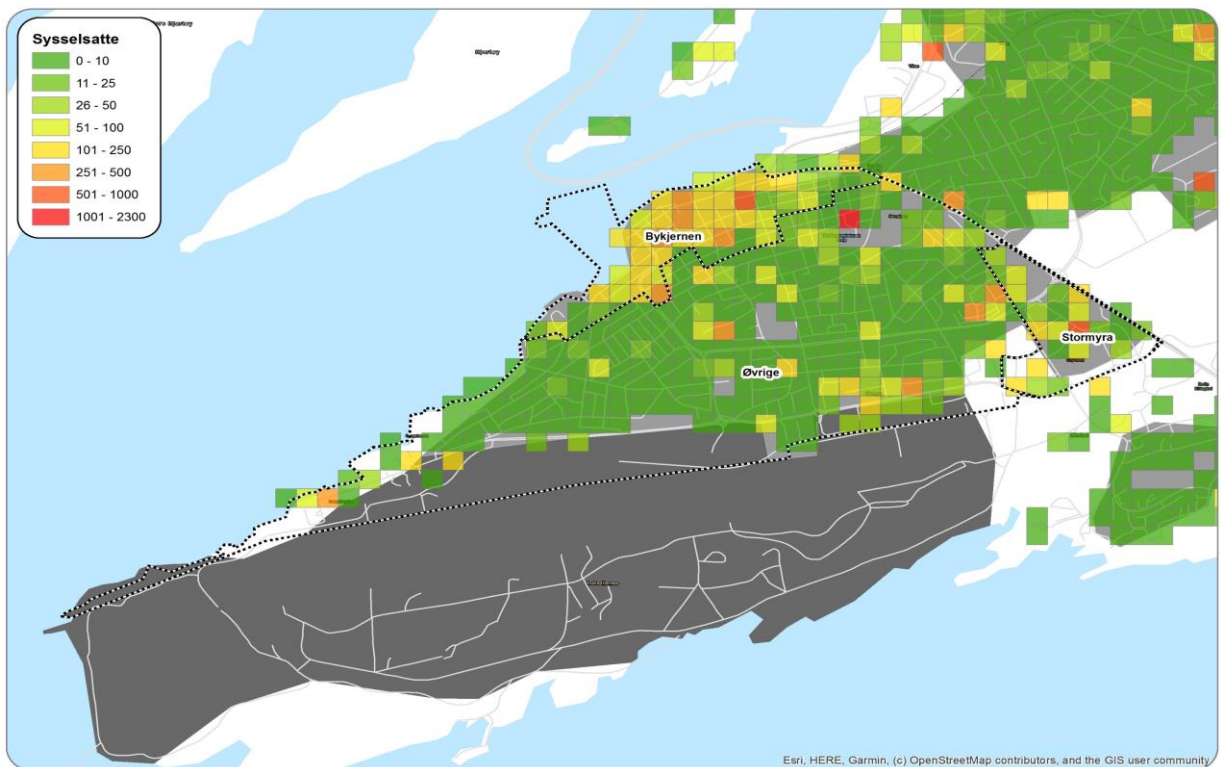 Sysselsatte
0 - 10
11 - 25
26 - 50
51 - 100
101 - 250
251 - 500
501 - 1000
1001 - 2300
Bykjernen
Stormyra
Øvrige
Esri, HERE, Garmin, (c) OpenStreetMap contributors, and the GIS user community